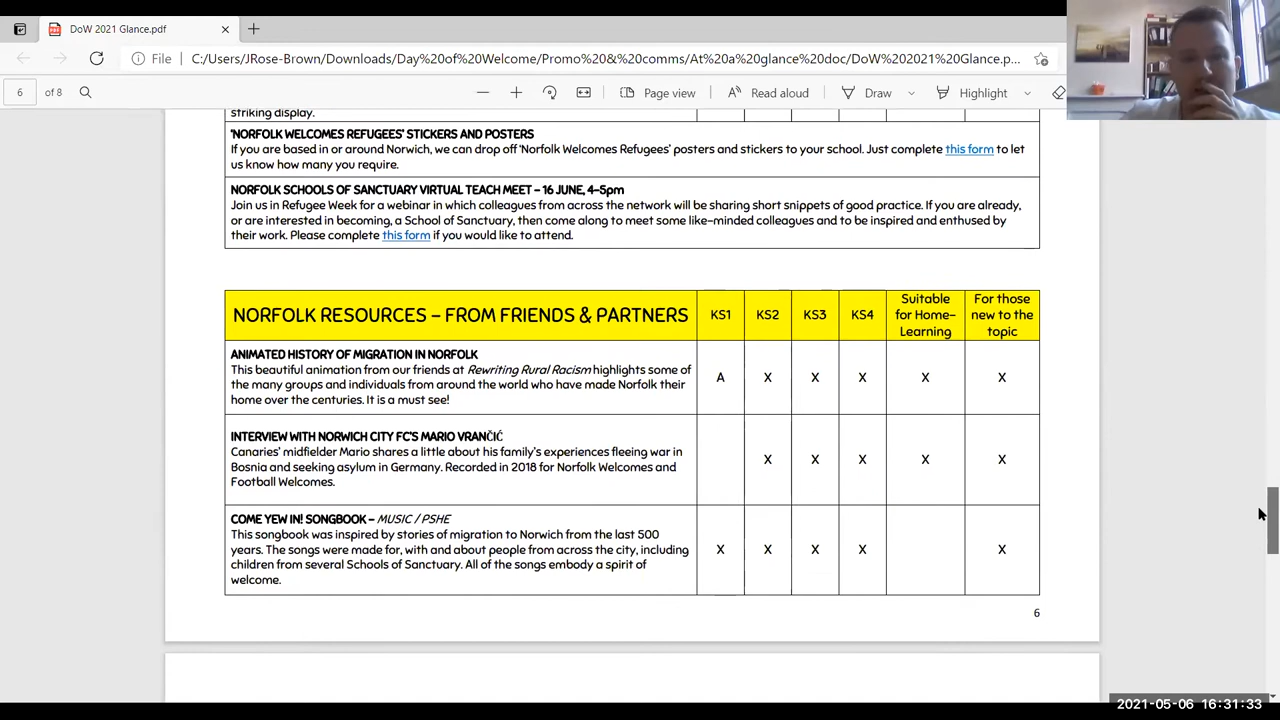 DoW 2021 Glance.pdf
File C:/Users/JRose-Brown/Downloads/Day%20of%20Welcome/Promo%20&%20comms/At%20a%20glance%20doc/DoW%202021%20Glance.p...
6 of 8 Page view Read aloud Draw Highlight
striking display.
'NORFOLK WELCOMES REFUGEES' STICKERS AND POSTERS
If you are based in or around Norwich, we can drop off 'Norfolk Welcomes Refugees' posters and stickers to your school. Just complete this form to let
us know how many you require.
NORFOLK SCHOOLS OF SANCTUARY VIRTUAL TEACH MEET – 16 JUNE, 4-5pm
Join us in Refugee Week for a webinar in which colleagues from across the network will be sharing short snippets of good practice. If you are already,
or are interested in becoming, a School of Sanctuary, then come along to meet some like-minded colleagues and to be inspired and enthused by
their work. Please complete this form if you would like to attend.
NORFOLK RESOURCES – FROM FRIENDS & PARTNERS
KS1
KS2
KS3
KS4
Suitable
for Home-
Learning
For those
new to the
topic
ANIMATED HISTORY OF MIGRATION IN NORFOLK
This beautiful animation from our friends at Rewriting Rural Racism highlights some of
the many groups and individuals from around the world who have made Norfolk their
home over the centuries. It is a must see!
A X X X X X
INTERVIEW WITH NORWICH CITY FC'S MARIO VRANČIĆ
Canaries' midfielder Mario shares a little about his family's experiences fleeing war in
Bosnia and seeking asylum in Germany. Recorded in 2018 for Norfolk Welcomes and
Football Welcomes.
X X X X X
COME YEW IN! SONGBOOK – MUSIC / PSHE
This songbook was inspired by stories of migration to Norwich from the last 500
years. The songs were made for, with and about people from across the city, including
children from several Schools of Sanctuary. All of the songs embody a spirit of
welcome.
X X X X X
6
2021-05-06 16:31:33